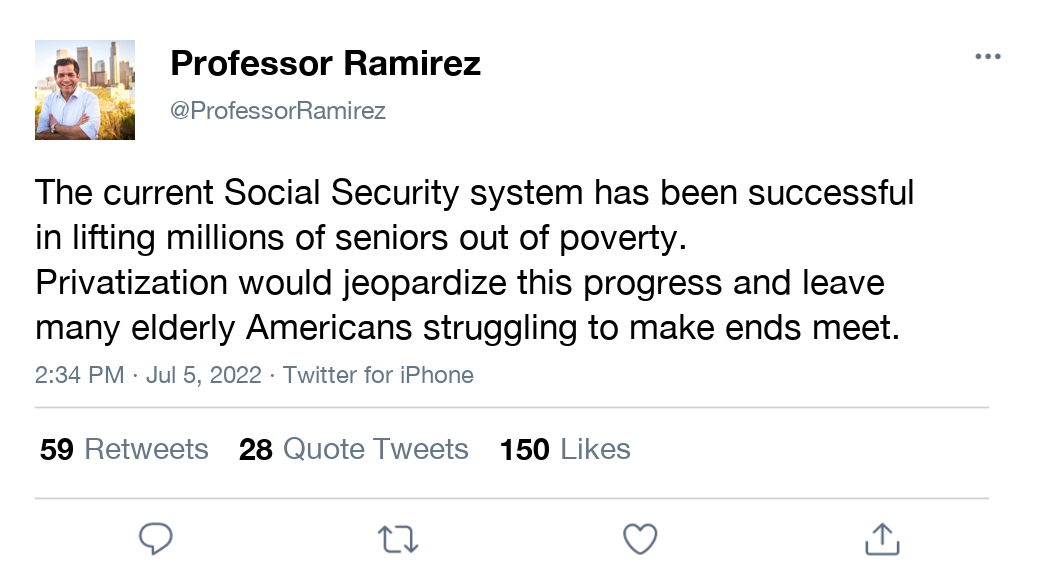 Professor Ramirez
@ProfessorRamirez
The current Social Security system has been successful
in lifting millions of seniors out of poverty.
Privatization would jeopardize this progress and leave
many elderly Americans struggling to make ends meet.
2:34 PM · Jul 5, 2022 · Twitter for iPhone
59 Retweets 28 Quote Tweets 150 Likes